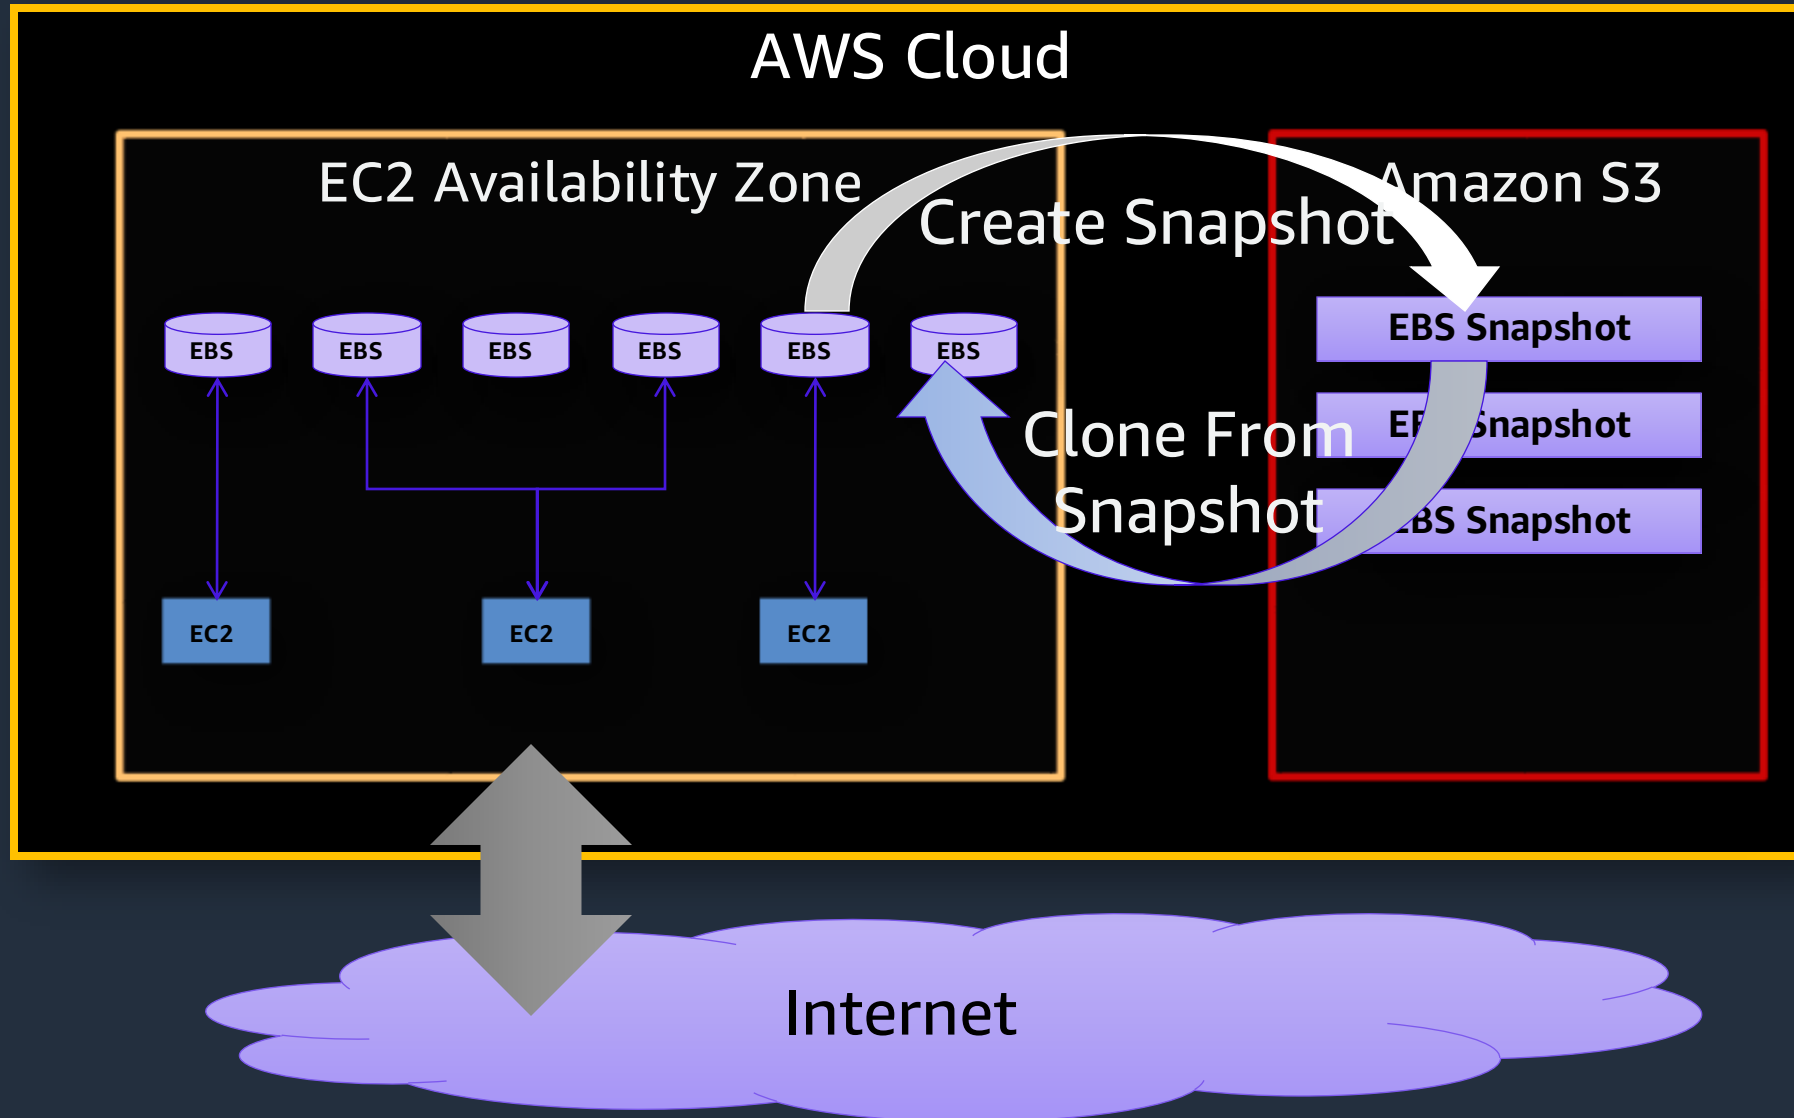 AWS Cloud
EC2 Availability Zone
Amazon S3
Create Snapshot
EBS
EBS
EBS
EBS
EBS
EBS
EBS Snapshot
EBS Snapshot
EBS Snapshot
Clone From
Snapshot
EC2
EC2
EC2
Internet